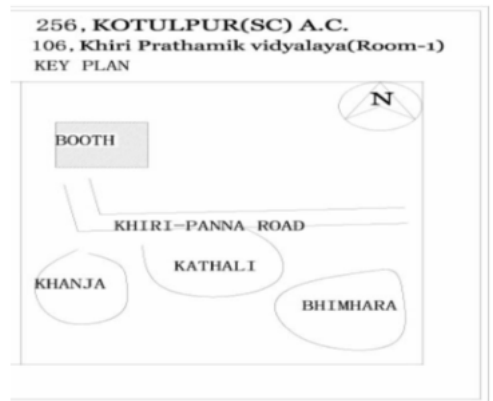 256, KOTULPUR(SC) A.C.
106, Khiri Prathamik vidyalaya(Room-1)
KEY PLAN
N
BOOTH
KHIRI-PANNA ROAD
KATHALI
KHANJA
BHIMHARA